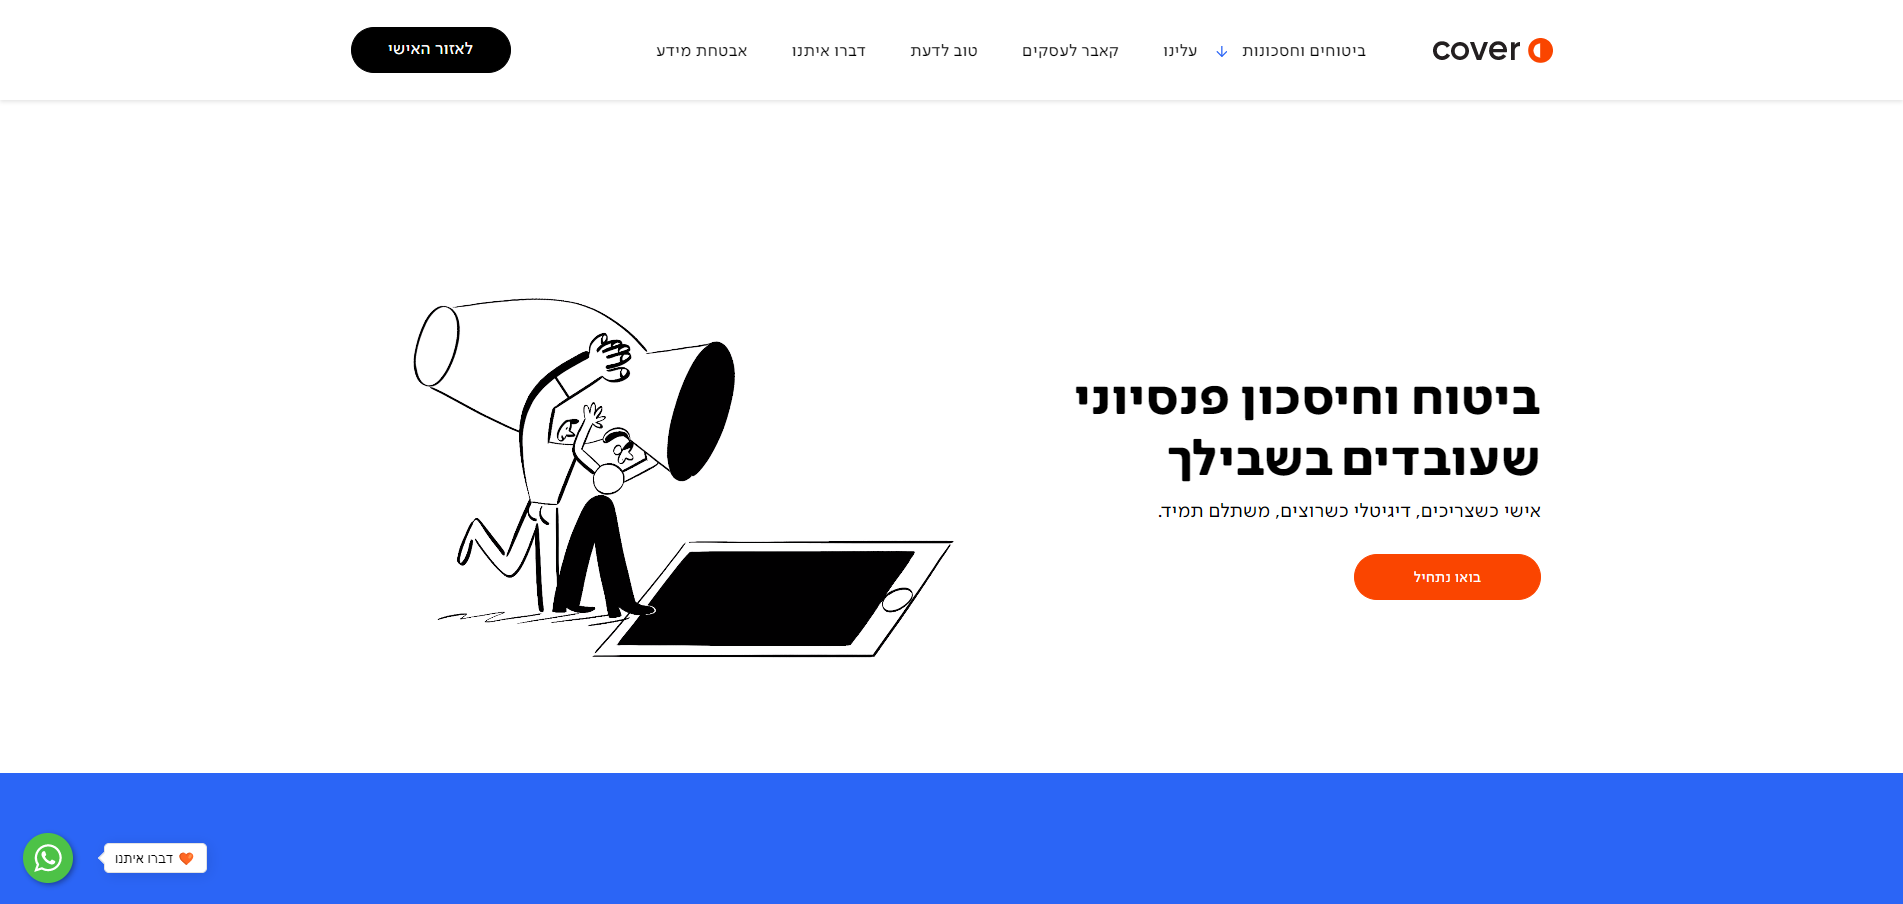 cover
ביטוחים וחסכונות
עלינו
קאבר לעסקים
טוב לדעת
דברו איתנו
אבטחת מידע
לאזור האישי
ביטוח וחיסכון פנסיוני
שעובדים בשבילך
אישי כשצריכים, דיגיטלי כשרוצים, משתלם תמיד.
בואו נתחיל
דברו איתנו